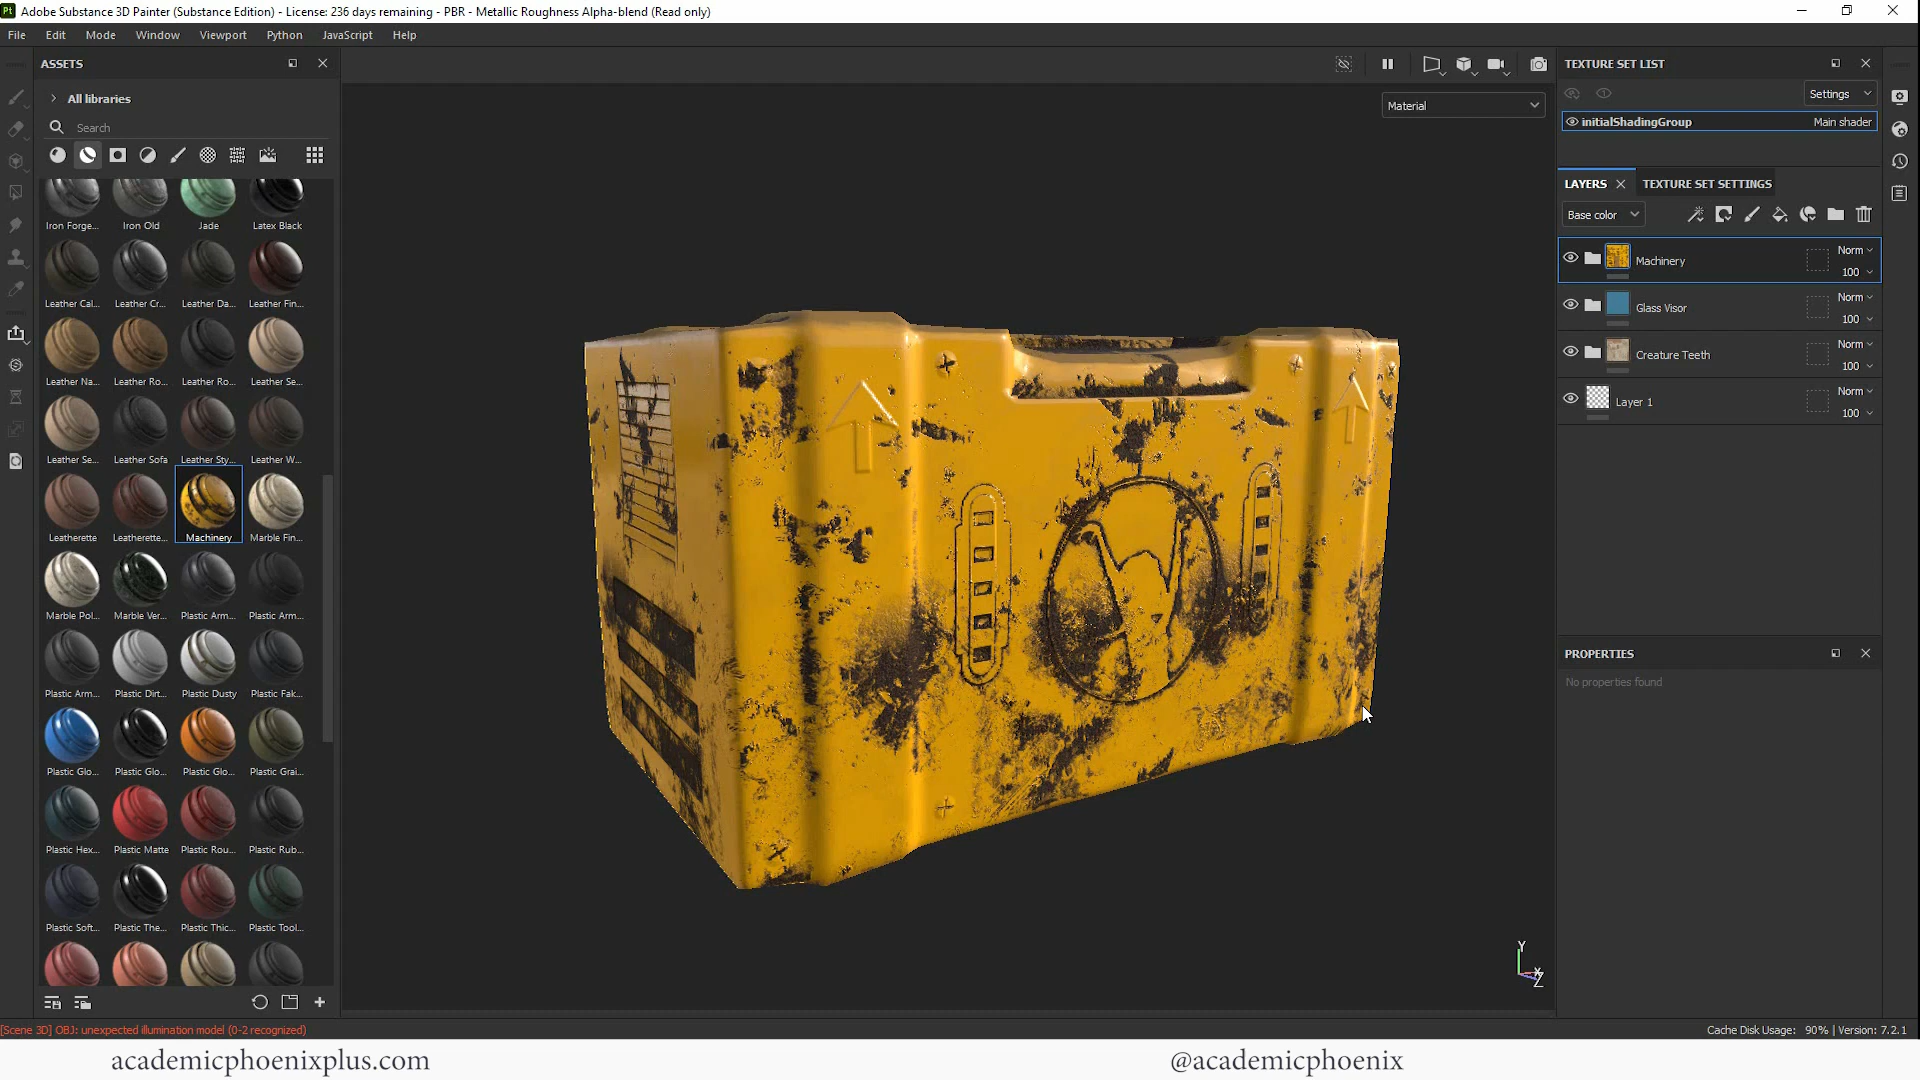 Pt Adobe Substance 3D Painter (Substance Edition) - License: 236 days remaining - PBR - Metallic Roughness Alpha-blend (Read only)
File Edit Mode Window Viewport Python JavaScript Help
ASSETS
All libraries
Search
Iron Forge... Iron Old Jade Latex Black
Leather Cal... Leather Cr... Leather Da... Leather Fin...
Leather Na... Leather Ro... Leather Ro... Leather Se...
Leather Se... Leather Sofa Leather Sty... Leather W...
Leatherette Leatherette... Machinery Marble Fin...
Marble Pol... Marble Ver... Plastic Arm... Plastic Arm...
Plastic Arm... Plastic Dirt... Plastic Dusty Plastic Fak...
Plastic Glo... Plastic Glo... Plastic Glo... Plastic Grai...
Plastic Hex... Plastic Matte Plastic Rou... Plastic Rub...
Plastic Soft... Plastic The... Plastic Thic... Plastic Tool...
Material
Y
X
Z
TEXTURE SET LIST
Settings
initialShadingGroup Main shader
LAYERS TEXTURE SET SETTINGS
Base color
Machinery Norm 100
Glass Visor Norm 100
Creature Teeth Norm 100
Layer 1 Norm 100
PROPERTIES
No properties found
[Scene 3D] OBJ: unexpected illumination model (0-2 recognized)
Cache Disk Usage: 90% | Version: 7.2.1
academicphoenixplus.com @academicphoenix